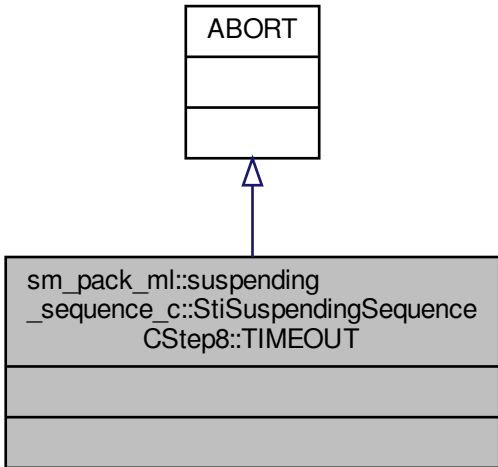 ABORT
sm_pack_ml::suspending
_sequence_c::StiSuspendingSequence
CStep8::TIMEOUT